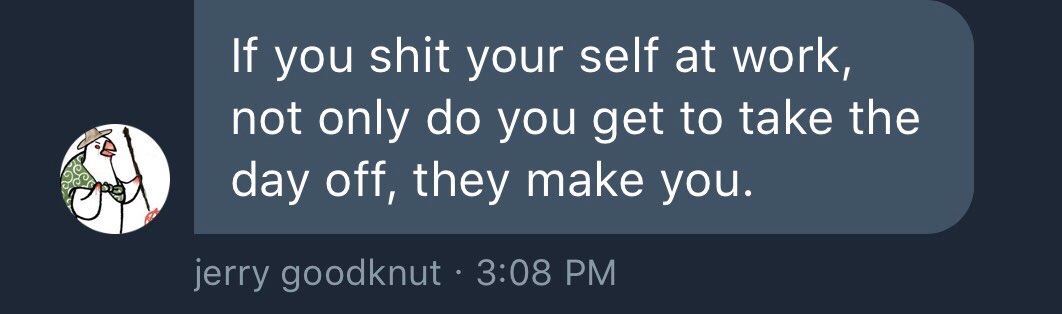 If you shit your self at work,
not only do you get to take the
day off, they make you.
jerry goodknut · 3:08 PM